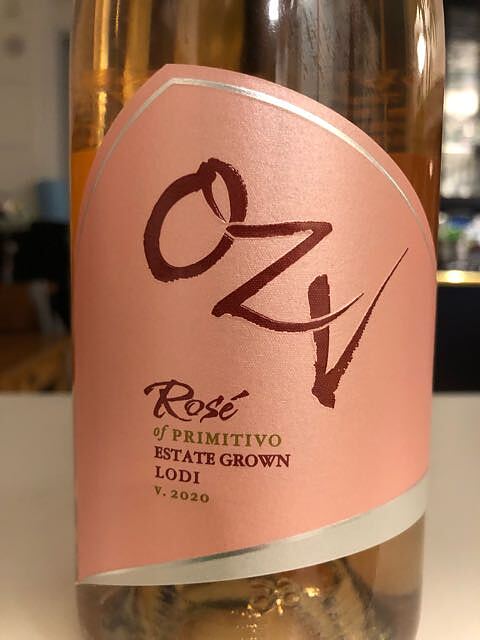 OZV
Rosé
of PRIMITIVO
ESTATE GROWN
LODI
V. 2020